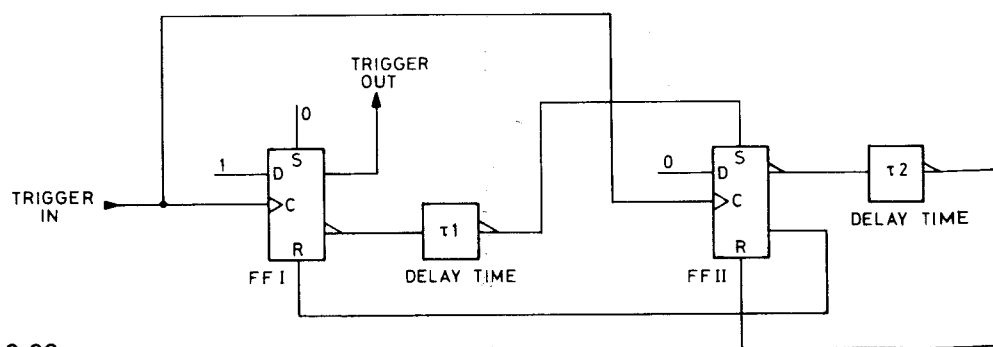 TRIGGER
OUT
0
1
S
D
C
R
FF I
TRIGGER
IN
τ1
DELAY TIME
0
S
D
C
R
FF II
τ2
DELAY TIME